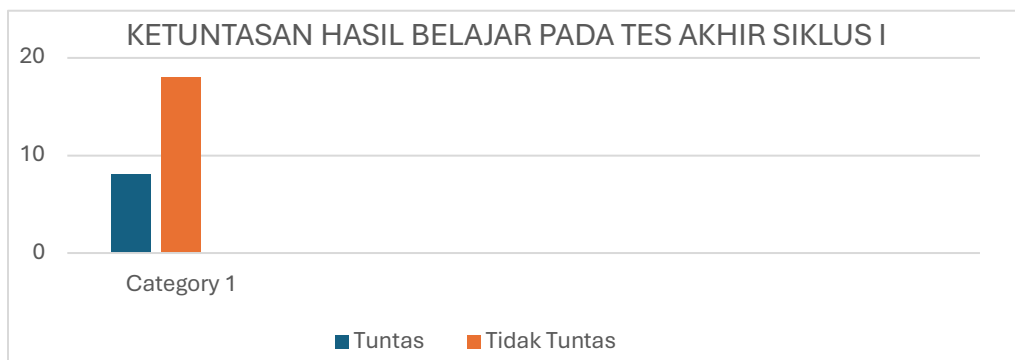 KETUNTASAN HASIL BELAJAR PADA TES AKHIR SIKLUS I
20
10
0
Category 1
Tuntas Tidak Tuntas